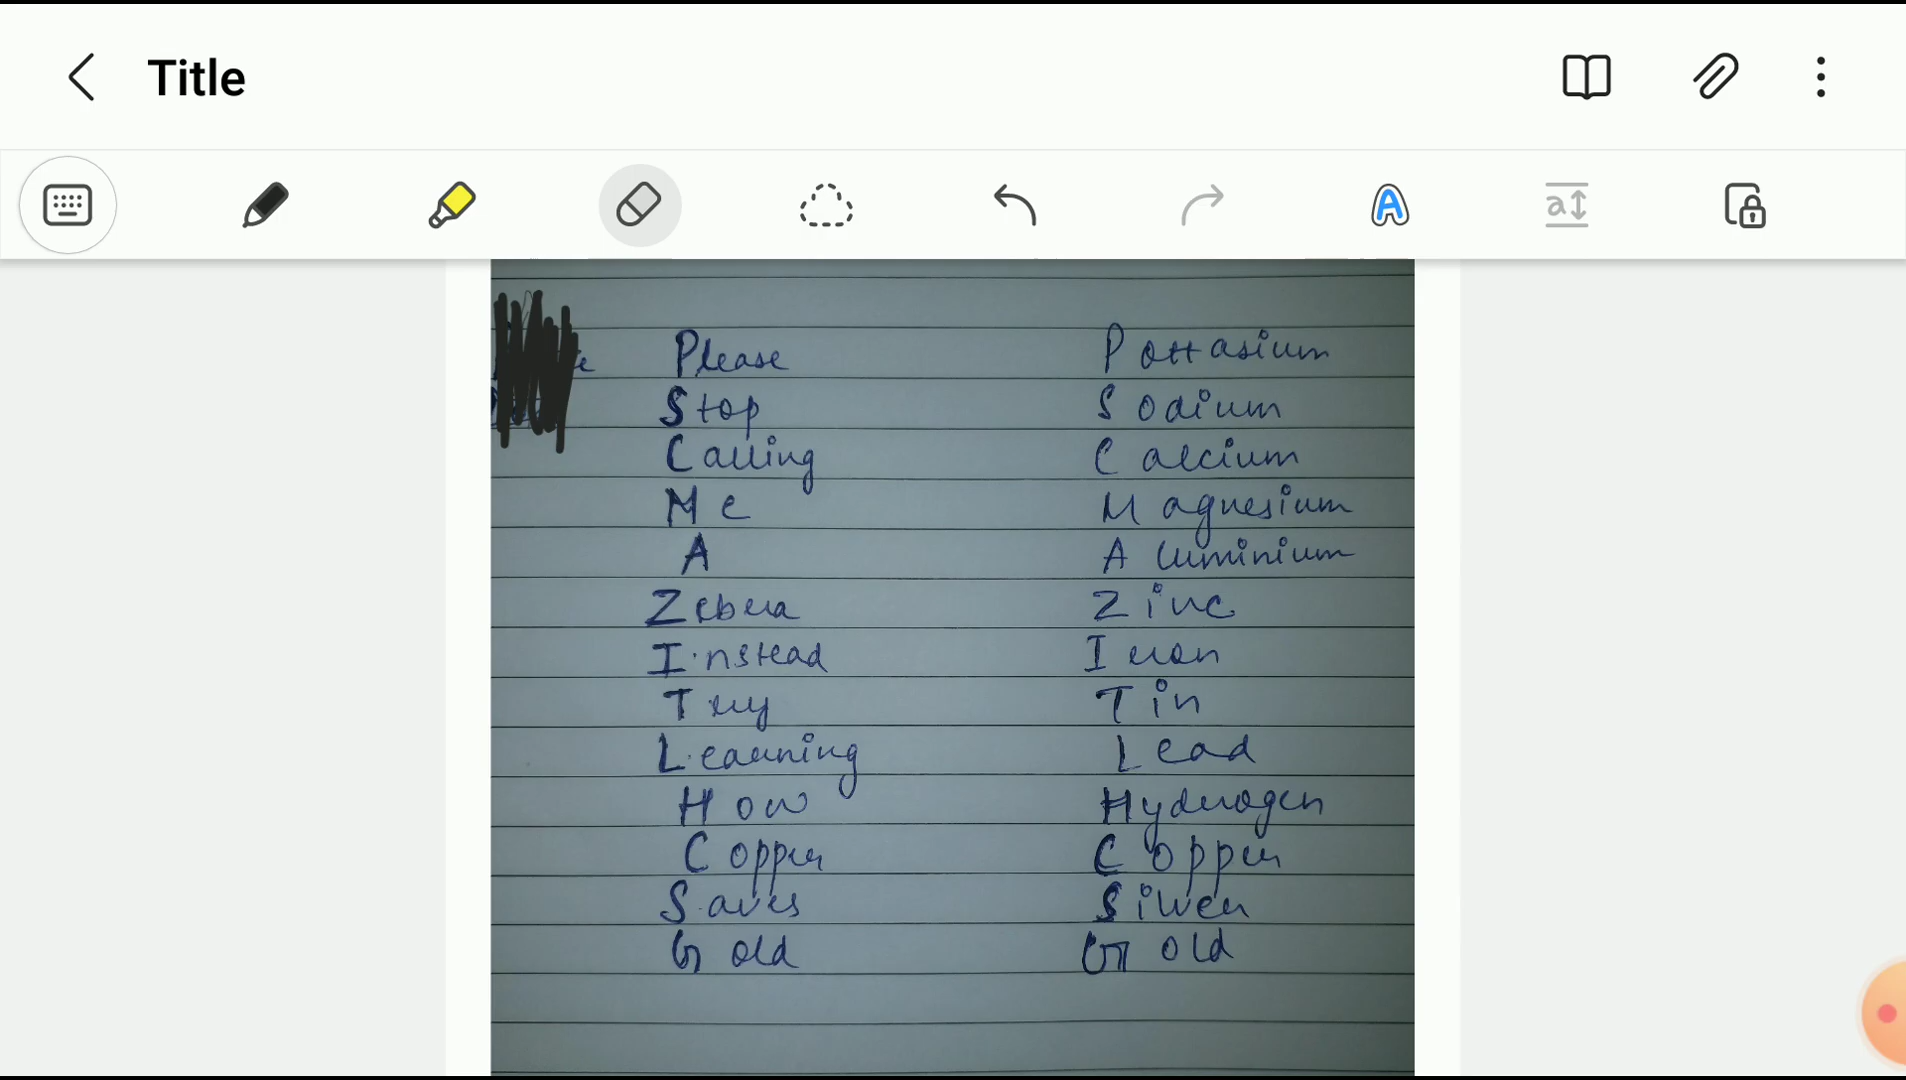 Title
Please Pottasium
Stop Sodium
Calling Calcium
Me Magnesium
A Aluminium
Zebra Zinc
Instead Iron
Try Tin
Learning Lead
How Hydrogen
Copper Copper
Saves Silver
Gold Gold